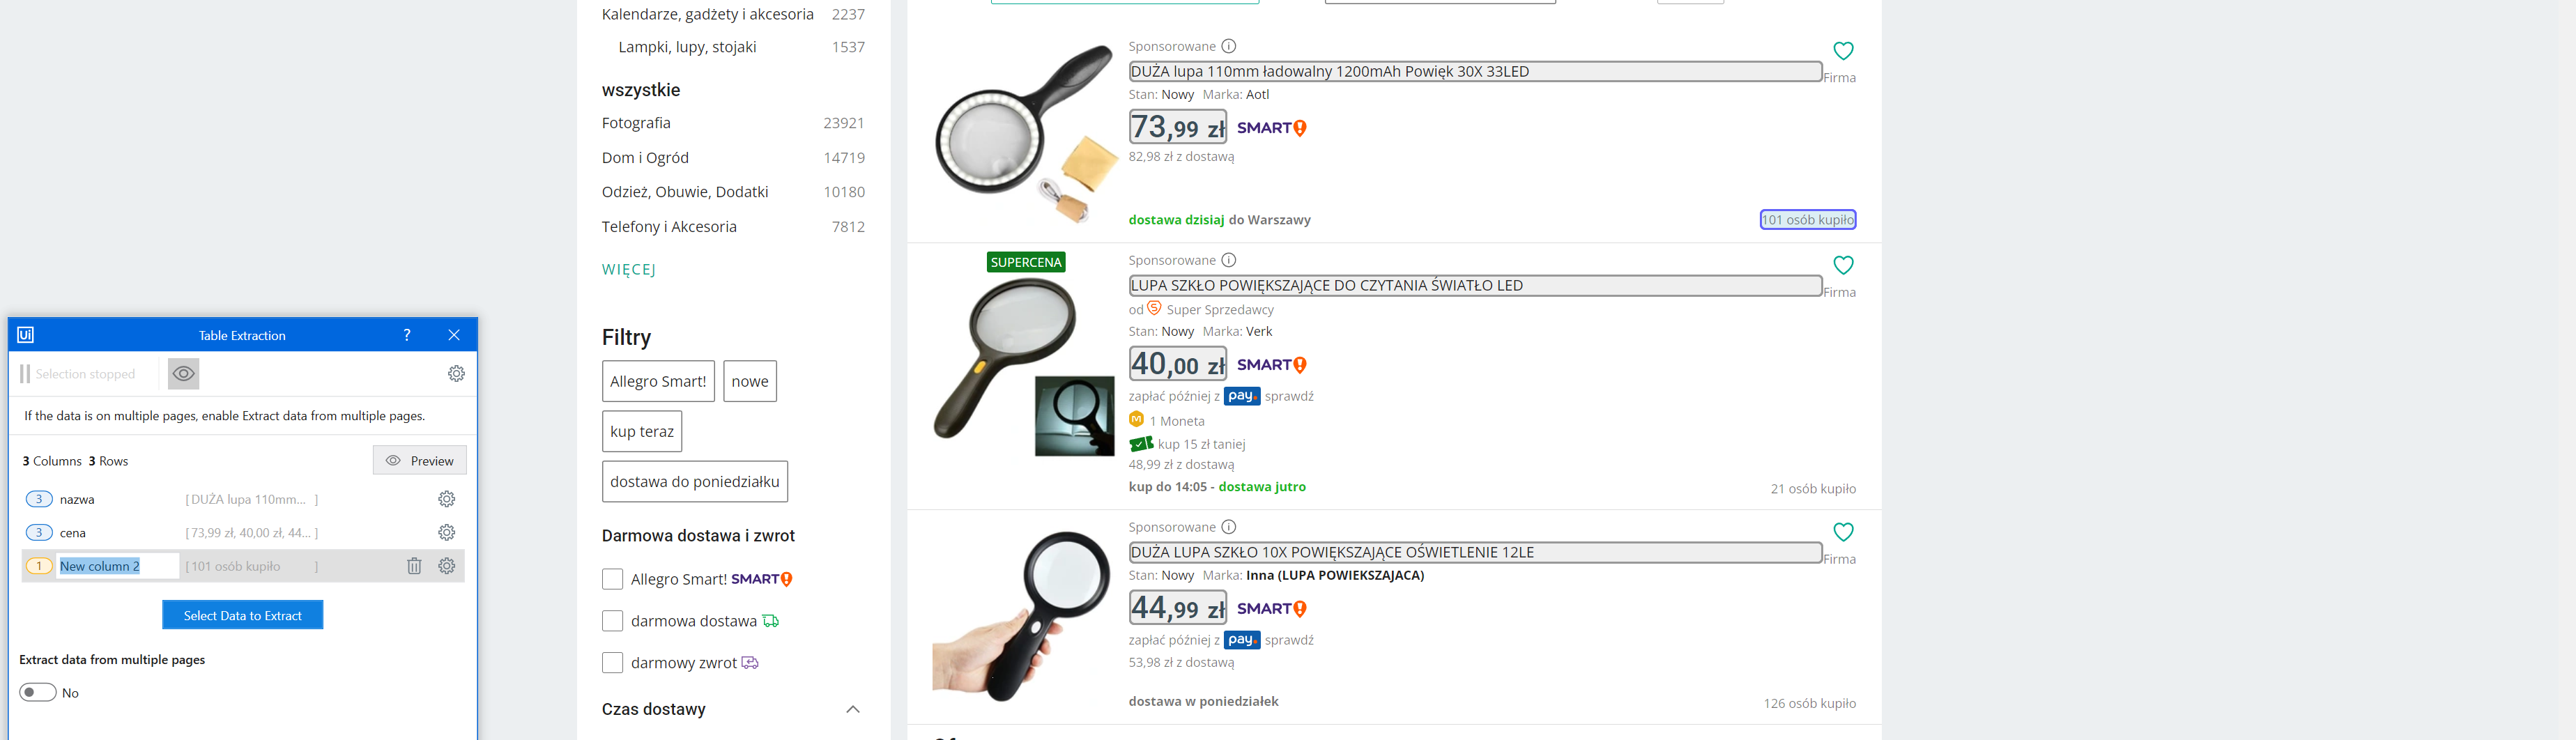 Kalendarze, gadżety i akcesoria 2237
Lampki, lupy, stojaki 1537
wszystkie
Fotografia 23921
Dom i Ogród 14719
Odzież, Obuwie, Dodatki 10180
Telefony i Akcesoria 7812
WIĘCEJ
Filtry
Allegro Smart! nowe
kup teraz
dostawa do poniedziałku
Darmowa dostawa i zwrot
Allegro Smart! SMART!
darmowa dostawa
darmowy zwrot
Czas dostawy
Sponsorowane
DUŻA lupa 110mm ładowalny 1200mAh Powięk 30X 33LED
Firma
Stan: Nowy Marka: Aotl
73,99 zł SMART!
82,98 zł z dostawą
dostawa dzisiaj do Warszawy
101 osób kupiło
SUPERCENA
Sponsorowane
LUPA SZKŁO POWIĘKSZAJĄCE DO CZYTANIA ŚWIATŁO LED
Firma
od S Super Sprzedawcy
Stan: Nowy Marka: Verk
40,00 zł SMART!
zapłać później z pay. sprawdź
M 1 Moneta
kup 15 zł taniej
48,99 zł z dostawą
kup do 14:05 - dostawa jutro
21 osób kupiło
Sponsorowane
DUŻA LUPA SZKŁO 10X POWIĘKSZAJĄCE OŚWIETLENIE 12LE
Firma
Stan: Nowy Marka: Inna (LUPA POWIEKSZAJACA)
44,99 zł SMART!
zapłać później z pay. sprawdź
53,98 zł z dostawą
dostawa w poniedziałek
126 osób kupiło
Ui Table Extraction ?
Selection stopped
If the data is on multiple pages, enable Extract data from multiple pages.
3 Columns 3 Rows Preview
3 nazwa [ DUŻA lupa 110mm... ]
3 cena [ 73,99 zł, 40,00 zł, 44... ]
1 New column 2 [ 101 osób kupiło ]
Select Data to Extract
Extract data from multiple pages
No